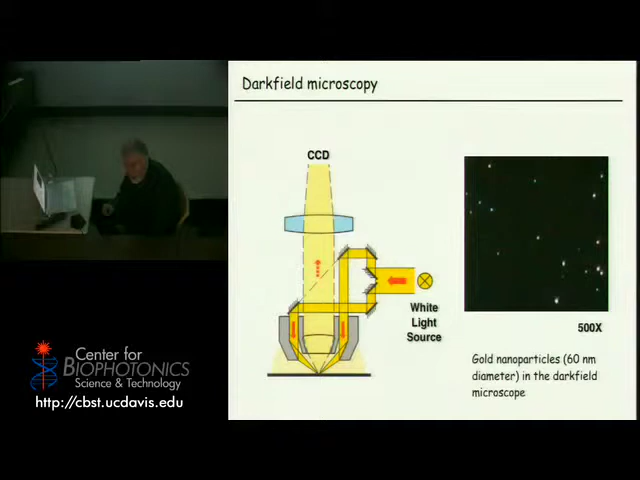 Darkfield microscopy
CCD
White
Light
Source
500X
Gold nanoparticles (60 nm
diameter) in the darkfield
microscope
Center for
BIOPHOTONICS
Science & Technology
http://cbst.ucdavis.edu